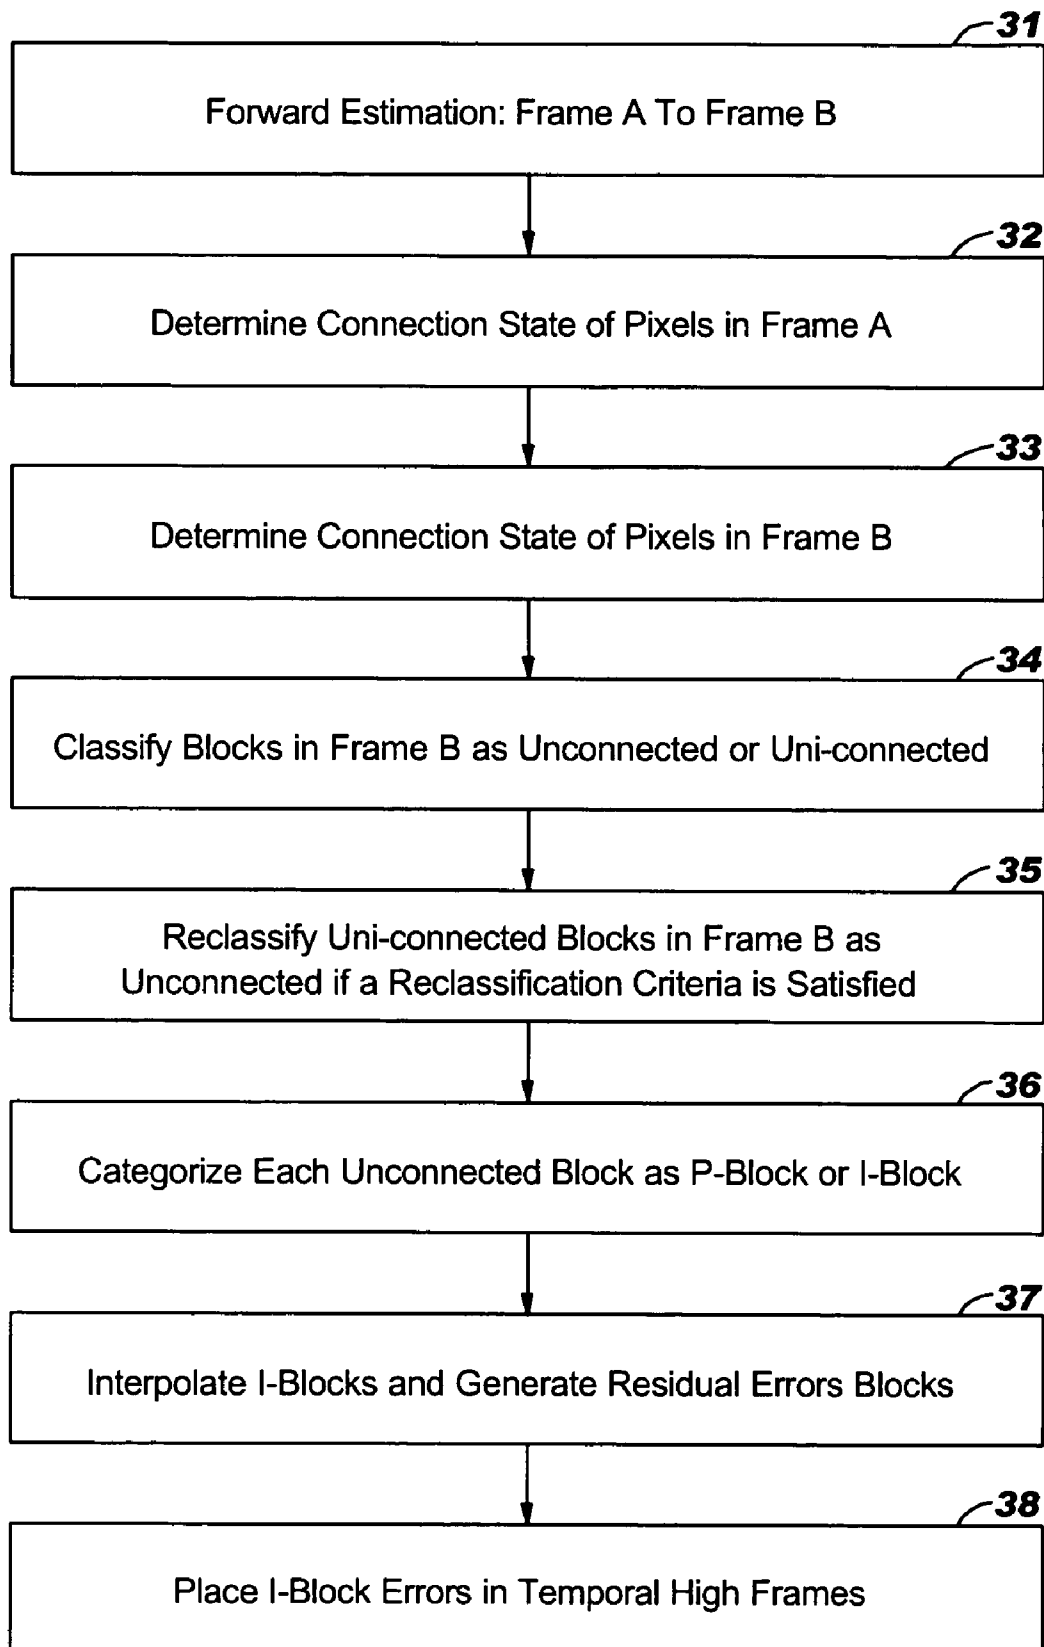 31
Forward Estimation: Frame A To Frame B
32
Determine Connection State of Pixels in Frame A
33
Determine Connection State of Pixels in Frame B
34
Classify Blocks in Frame B as Unconnected or Uni-connected
35
Reclassify Uni-connected Blocks in Frame B as
Unconnected if a Reclassification Criteria is Satisfied
36
Categorize Each Unconnected Block as P-Block or I-Block
37
Interpolate I-Blocks and Generate Residual Errors Blocks
38
Place I-Block Errors in Temporal High Frames